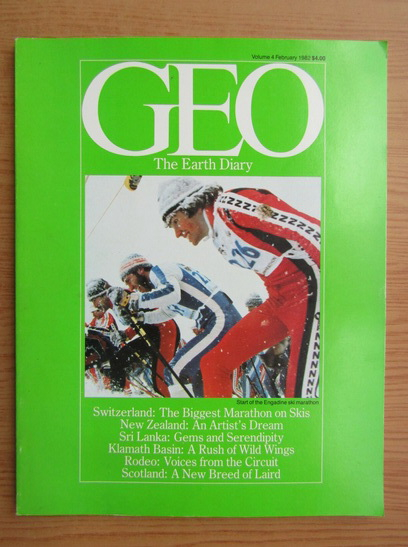 Volume 4 February 1982 $4.00
GEO
The Earth Diary
26
Start of the Engadine ski marathon
Switzerland: The Biggest Marathon on Skis
New Zealand: An Artist's Dream
Sri Lanka: Gems and Serendipity
Klamath Basin: A Rush of Wild Wings
Rodeo: Voices from the Circuit
Scotland: A New Breed of Laird